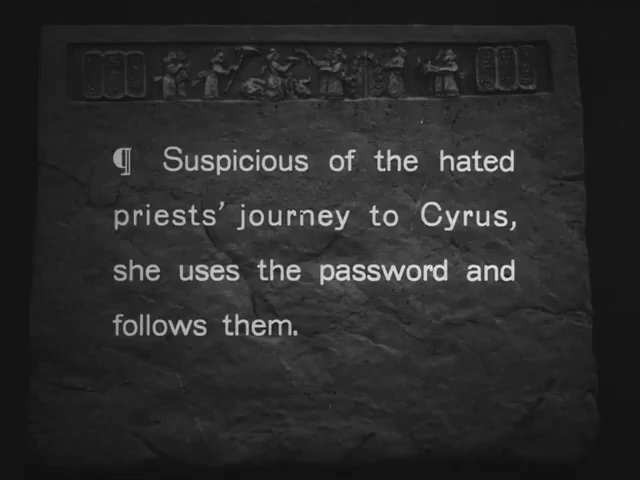 ¶ Suspicious of the hated
priests' journey to Cyrus,
she uses the password and
follows them.